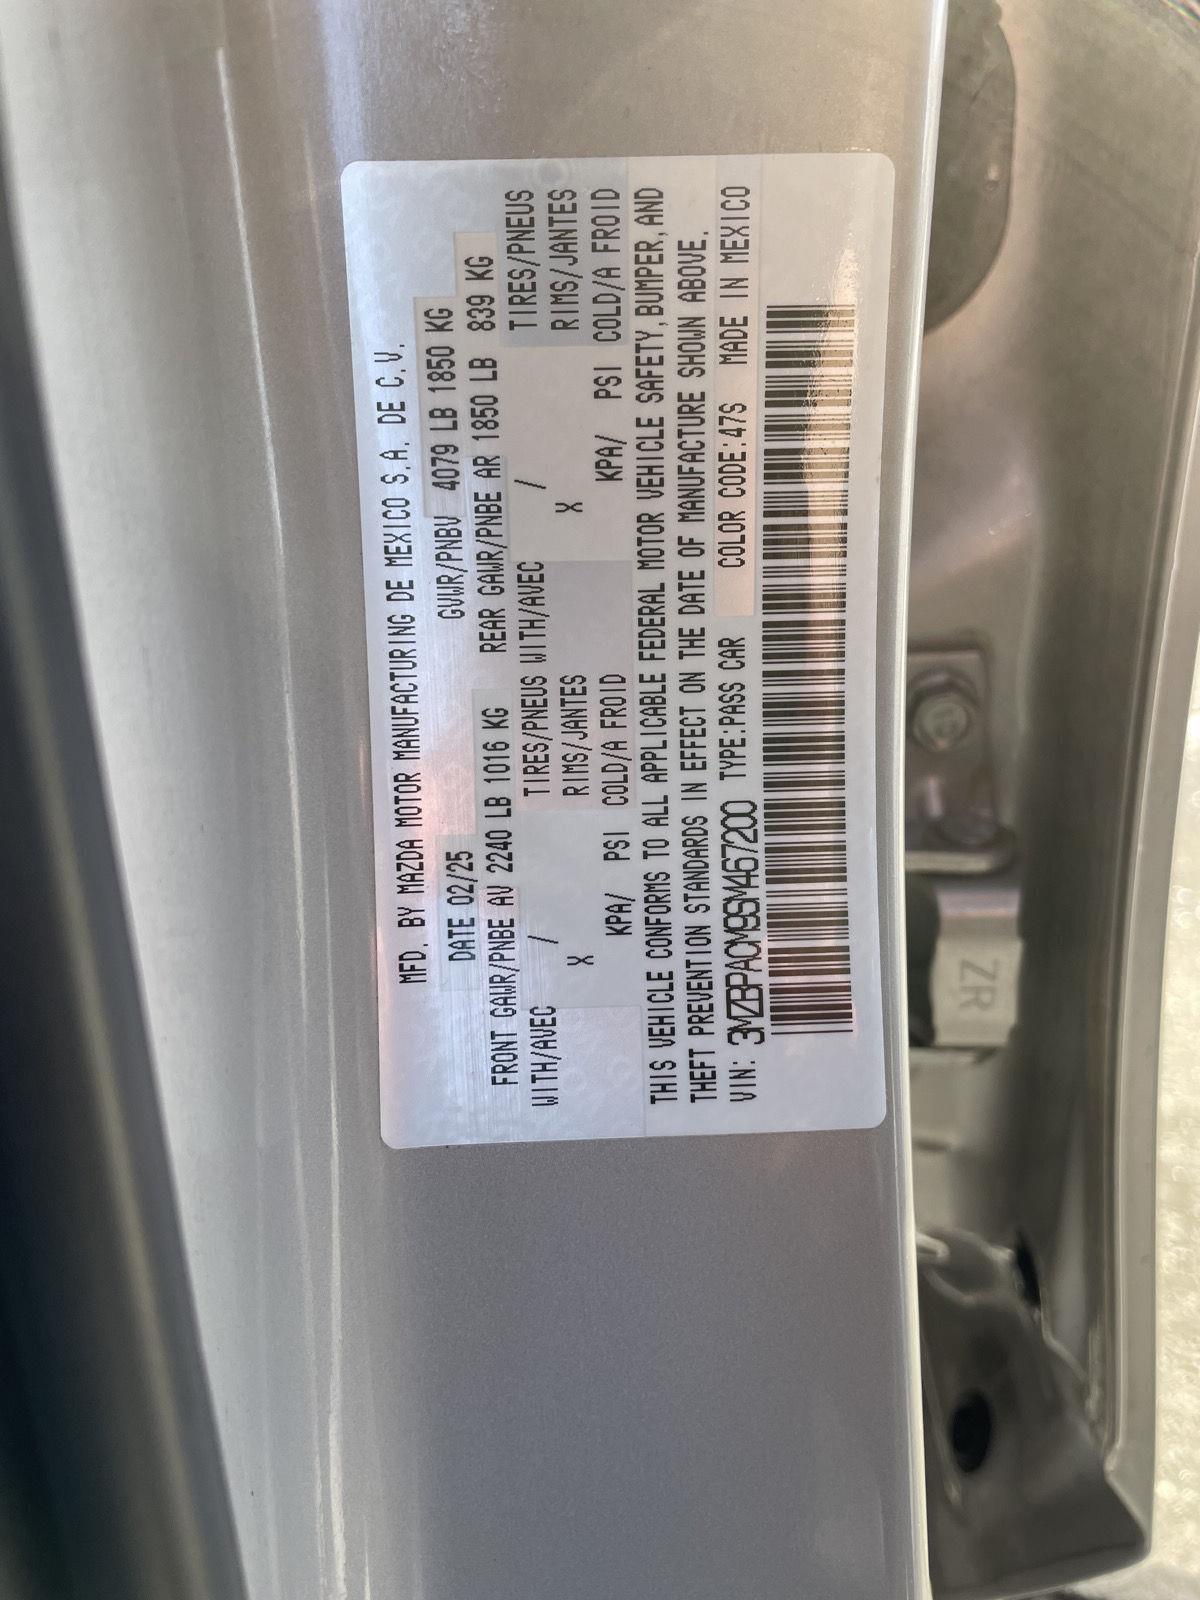 MFD. BY MAZDA MOTOR MANUFACTURING DE MEXICO S.A. DE C.V.
DATE 02/25 GVWR/PNBV 4079 LB 1850 KG
FRONT GAWR/PNBE AV 2240 LB 1016 KG REAR GAWR/PNBE AR 1850 LB 839 KG
WITH/AVEC / TIRES/PNEUS WITH/AVEC / TIRES/PNEUS
X RIMS/JANTES X RIMS/JANTES
KPA/ PSI COLD/A FROID KPA/ PSI COLD/A FROID
THIS VEHICLE CONFORMS TO ALL APPLICABLE FEDERAL MOTOR VEHICLE SAFETY, BUMPER, AND
THEFT PREVENTION STANDARDS IN EFFECT ON THE DATE OF MANUFACTURE SHOWN ABOVE.
VIN: 3MZBPACM9SM467200 TYPE:PASS CAR COLOR CODE:47S MADE IN MEXICO
ZR